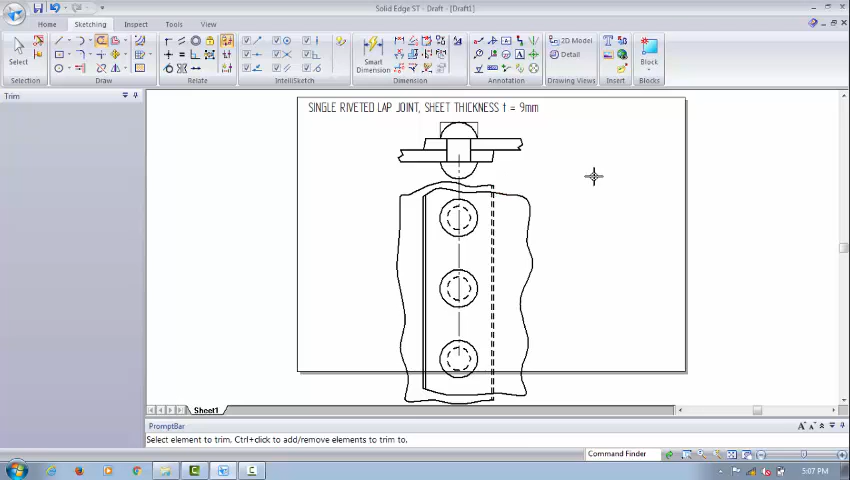 Solid Edge ST - Draft - [Draft1]
Home Sketching Inspect Tools View
Select
Smart
Dimension
2D Model
Detail
Block
Selection Draw Relate IntelliSketch Dimension Annotation Drawing Views Blocks
Trim
SINGLE RIVETED LAP JOINT, SHEET THICKNESS t = 9mm
Sheet1
PromptBar
Select element to trim. Ctrl+click to add/remove elements to trim to.
Command Finder
5:07 PM